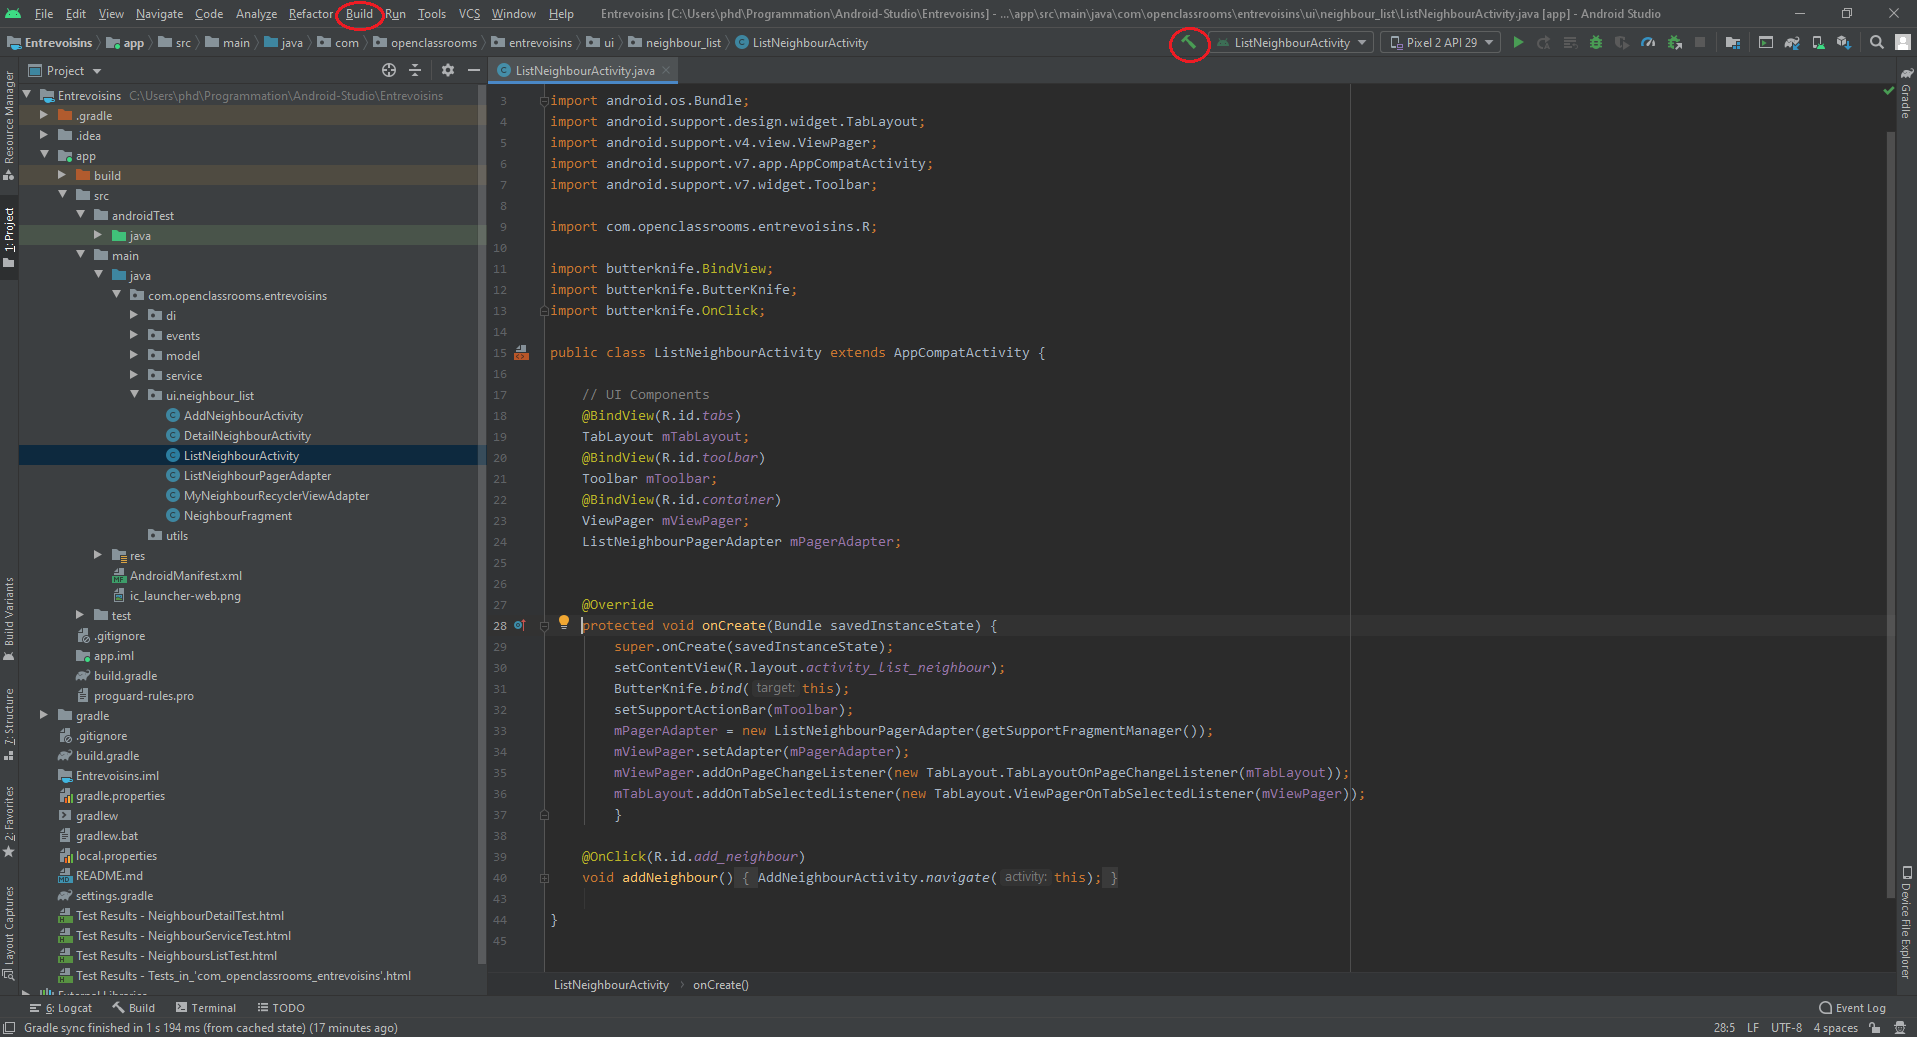 File Edit View Navigate Code Analyze Refactor Build Run Tools VCS Window Help Entrevoisins [C:\Users\phd\Programmation\Android-Studio\Entrevoisins] - ...\app\src\main\java\com\openclassrooms\entrevoisins\ui\neighbour_list\ListNeighbourActivity.java [app] - Android Studio
Entrevoisins app src main java com openclassrooms entrevoisins ui neighbour_list ListNeighbourActivity ListNeighbourActivity Pixel 2 API 29
Project
ListNeighbourActivity.java
Resource Manager
1: Project
Build Variants
7: Structure
2: Favorites
Layout Captures
Entrevoisins C:\Users\phd\Programmation\Android-Studio\Entrevoisins
.gradle
.idea
app
build
src
androidTest
java
main
java
com.openclassrooms.entrevoisins
di
events
model
service
ui.neighbour_list
AddNeighbourActivity
DetailNeighbourActivity
ListNeighbourActivity
ListNeighbourPagerAdapter
MyNeighbourRecyclerViewAdapter
NeighbourFragment
utils
res
AndroidManifest.xml
ic_launcher-web.png
test
.gitignore
app.iml
build.gradle
proguard-rules.pro
gradle
.gitignore
build.gradle
Entrevoisins.iml
gradle.properties
gradlew
gradlew.bat
local.properties
README.md
settings.gradle
Test Results - NeighbourDetailTest.html
Test Results - NeighbourServiceTest.html
Test Results - NeighboursListTest.html
Test Results - Tests_in_'com_openclassrooms_entrevoisins'.html
External Libraries
3 import android.os.Bundle;
4 import android.support.design.widget.TabLayout;
5 import android.support.v4.view.ViewPager;
6 import android.support.v7.app.AppCompatActivity;
7 import android.support.v7.widget.Toolbar;
8
9 import com.openclassrooms.entrevoisins.R;
10
11 import butterknife.BindView;
12 import butterknife.ButterKnife;
13 import butterknife.OnClick;
14
15 public class ListNeighbourActivity extends AppCompatActivity {
16
17 // UI Components
18 @BindView(R.id.tabs)
19 TabLayout mTabLayout;
20 @BindView(R.id.toolbar)
21 Toolbar mToolbar;
22 @BindView(R.id.container)
23 ViewPager mViewPager;
24 ListNeighbourPagerAdapter mPagerAdapter;
25
26
27 @Override
28 protected void onCreate(Bundle savedInstanceState) {
29 super.onCreate(savedInstanceState);
30 setContentView(R.layout.activity_list_neighbour);
31 ButterKnife.bind( target: this);
32 setSupportActionBar(mToolbar);
33 mPagerAdapter = new ListNeighbourPagerAdapter(getSupportFragmentManager());
34 mViewPager.setAdapter(mPagerAdapter);
35 mViewPager.addOnPageChangeListener(new TabLayout.TabLayoutOnPageChangeListener(mTabLayout));
36 mTabLayout.addOnTabSelectedListener(new TabLayout.ViewPagerOnTabSelectedListener(mViewPager));
37 }
38
39 @OnClick(R.id.add_neighbour)
40 void addNeighbour() { AddNeighbourActivity.navigate( activity: this); }
43
44 }
45
ListNeighbourActivity onCreate()
Gradle
Device File Explorer
6: Logcat Build Terminal TODO Event Log
Gradle sync finished in 1 s 194 ms (from cached state) (17 minutes ago) 28:5 LF UTF-8 4 spaces